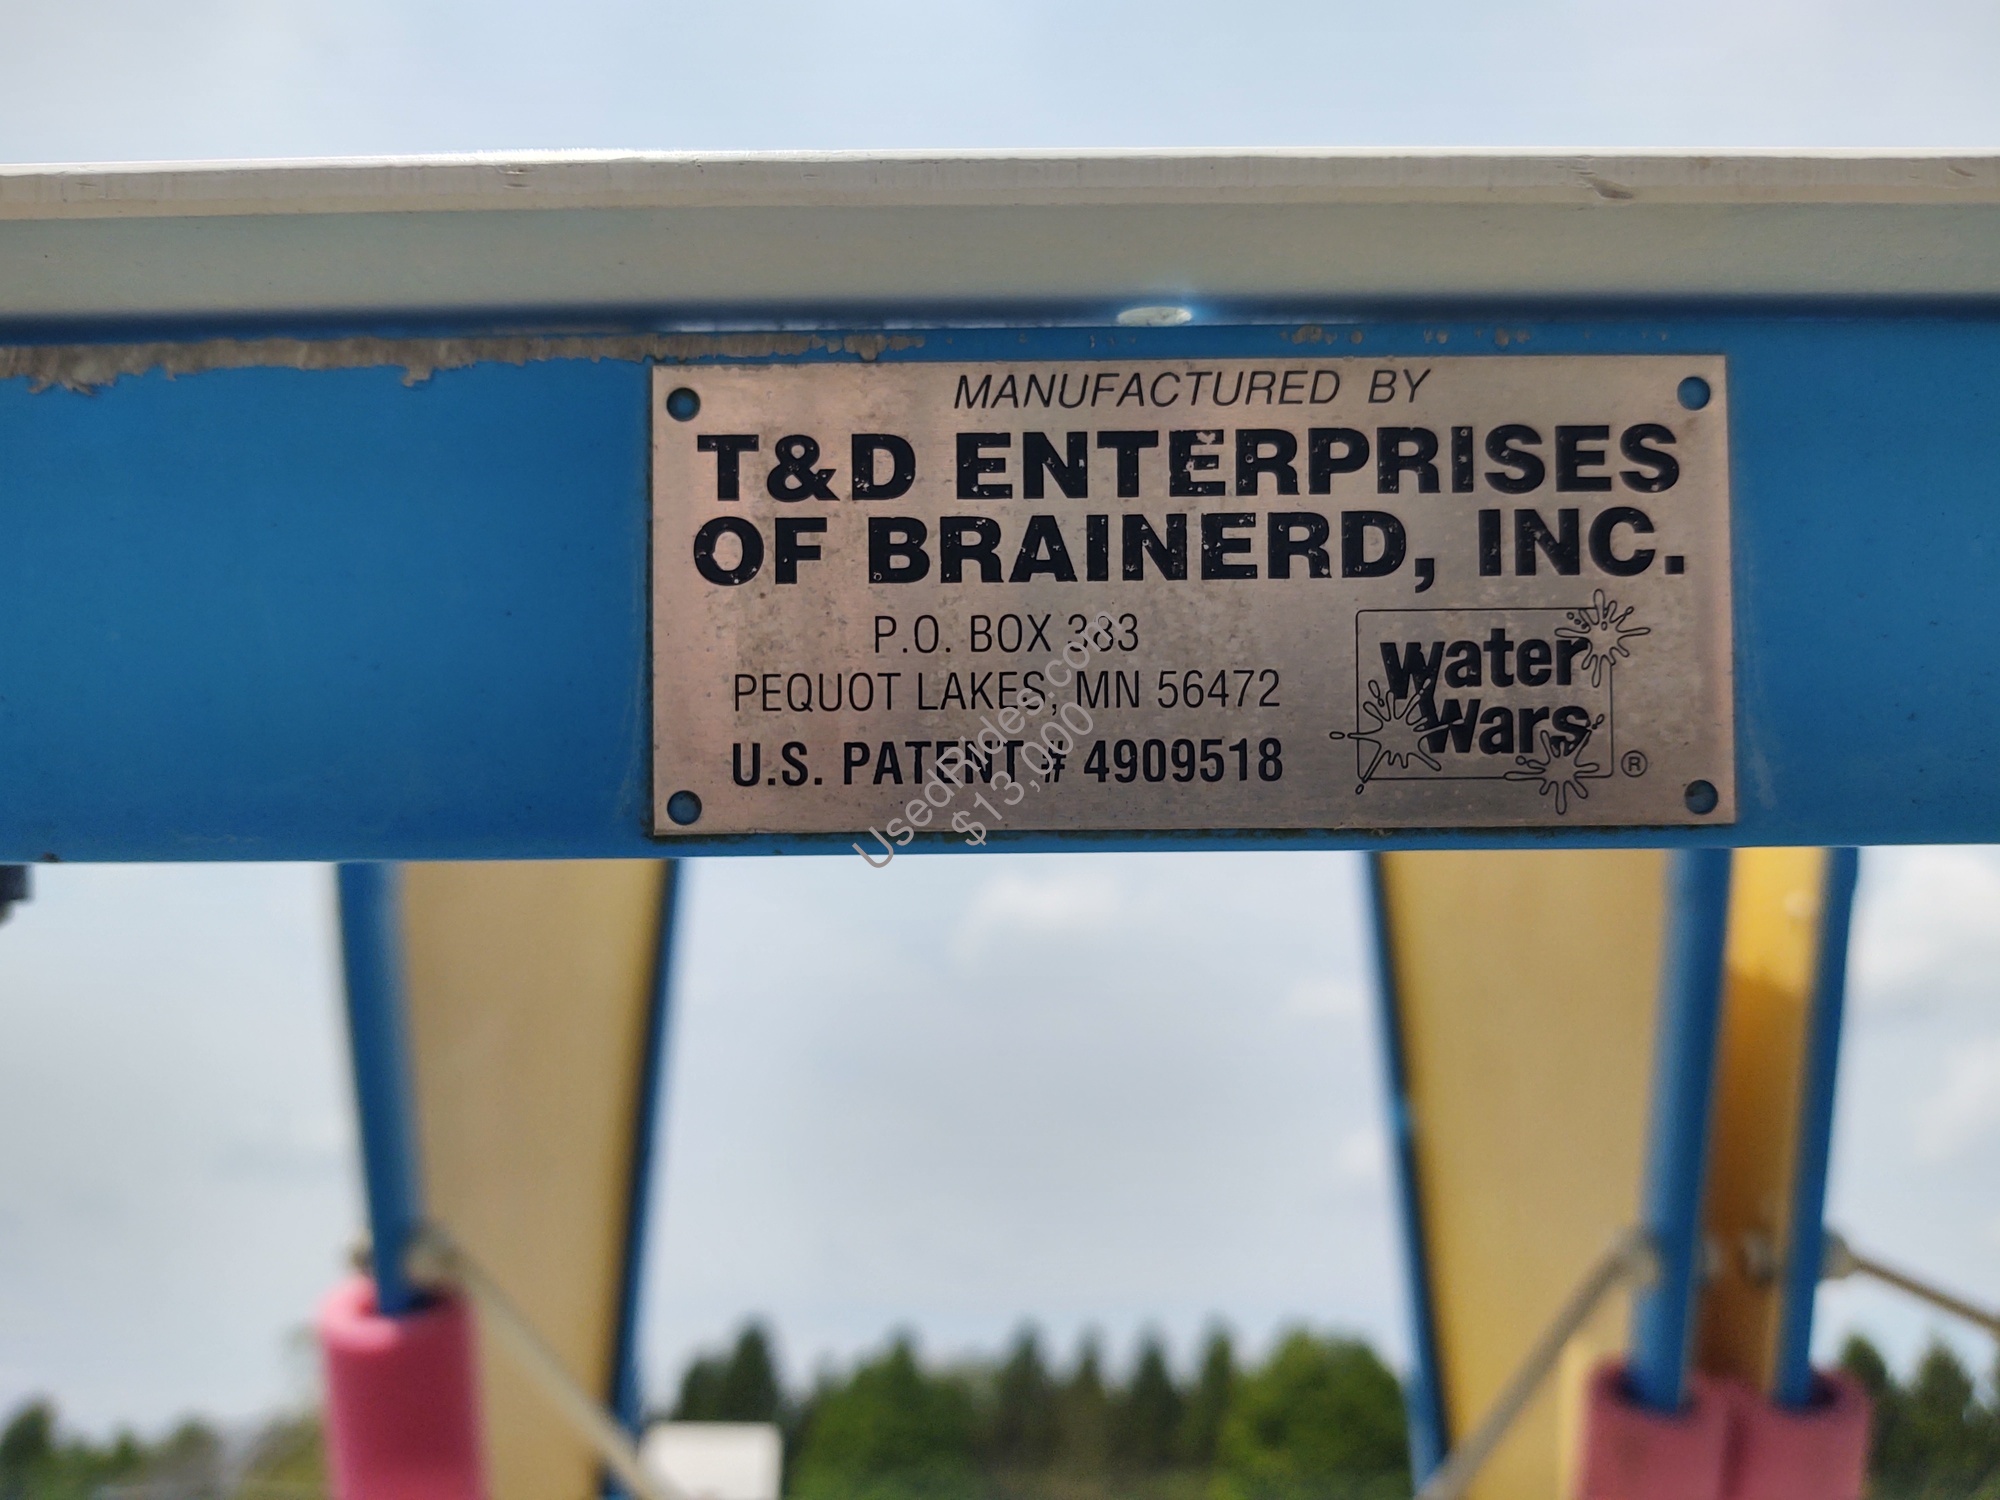 MANUFACTURED BY
T&D ENTERPRISES
OF BRAINERD, INC.
P.O. BOX 383
PEQUOT LAKES, MN 56472
U.S. PATENT # 4909518
water
wars
®
UsedRides.com
$13,000